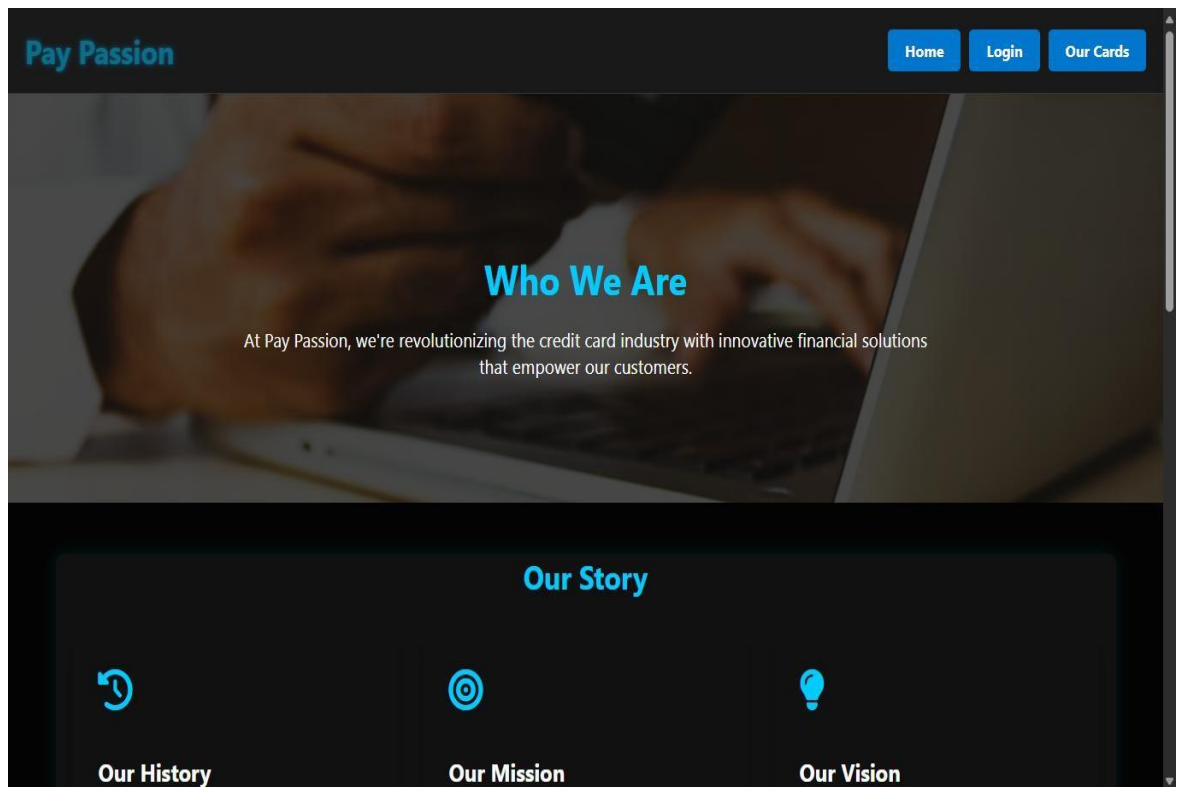 Pay Passion
Home
Login
Our Cards
Who We Are
At Pay Passion, we're revolutionizing the credit card industry with innovative financial solutions
that empower our customers.
Our Story
Our History
Our Mission
Our Vision